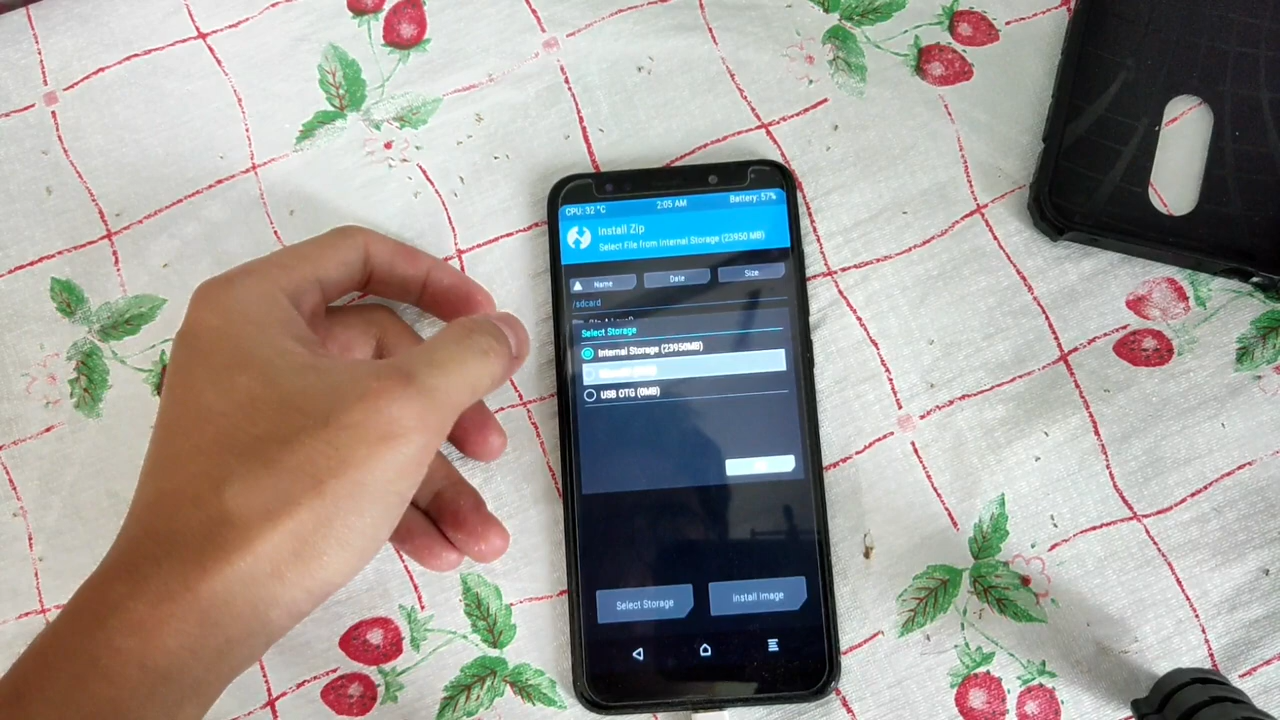 CPU: 32 °C 2:05 AM Battery: 57%
Install Zip
Select File from Internal Storage (23950 MB)
Name Date Size
/sdcard
Select Storage
Internal Storage (23950MB)
USB OTG (0MB)
Select Storage Install Image